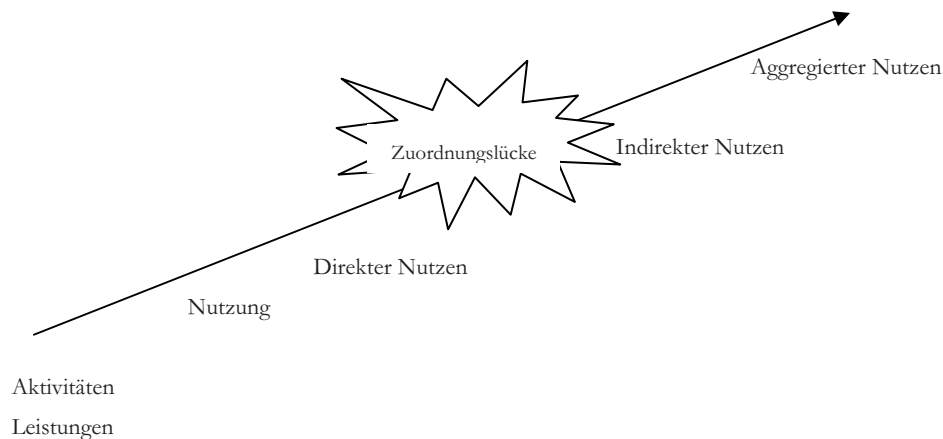 Aggregierter Nutzen
Zuordnungslücke
Indirekter Nutzen
Direkter Nutzen
Nutzung
Aktivitäten
Leistungen